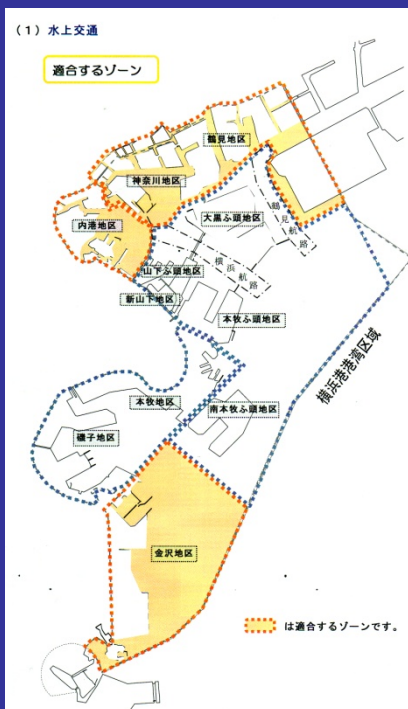 (1)水上交通
適合するゾーン
鶴見地区
神奈川地区
内港地区
大黒ふ頭地区
鶴見航路
横浜航路
山下ふ頭地区
新山下地区
本牧ふ頭地区
横浜港港湾区域
本牧地区
南本牧ふ頭地区
磯子地区
金沢地区
は適合するゾーンです。